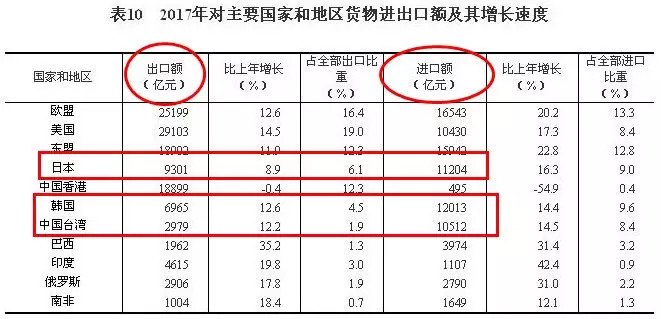 表10 2017年对主要国家和地区货物进出口额及其增长速度
国家和地区 出口额（亿元） 比上年增长（%） 占全部出口比重（%） 进口额（亿元） 比上年增长（%） 占全部进口比重（%）
欧盟 25199 12.6 16.4 16543 20.2 13.3
美国 29103 14.5 19.0 10430 17.3 8.4
东盟 22.8 12.8
日本 9301 8.9 6.1 11204 16.3 9.0
中国香港 18899 -0.4 12.3 495 -54.9 0.4
韩国 6965 12.6 4.5 12013 14.4 9.6
中国台湾 2979 12.2 1.9 10512 14.5 8.4
巴西 1962 35.2 1.3 3974 31.4 3.2
印度 4615 19.8 3.0 1107 42.4 0.9
俄罗斯 2906 17.8 1.9 2790 31.0 2.2
南非 1004 18.4 0.7 1649 12.1 1.3